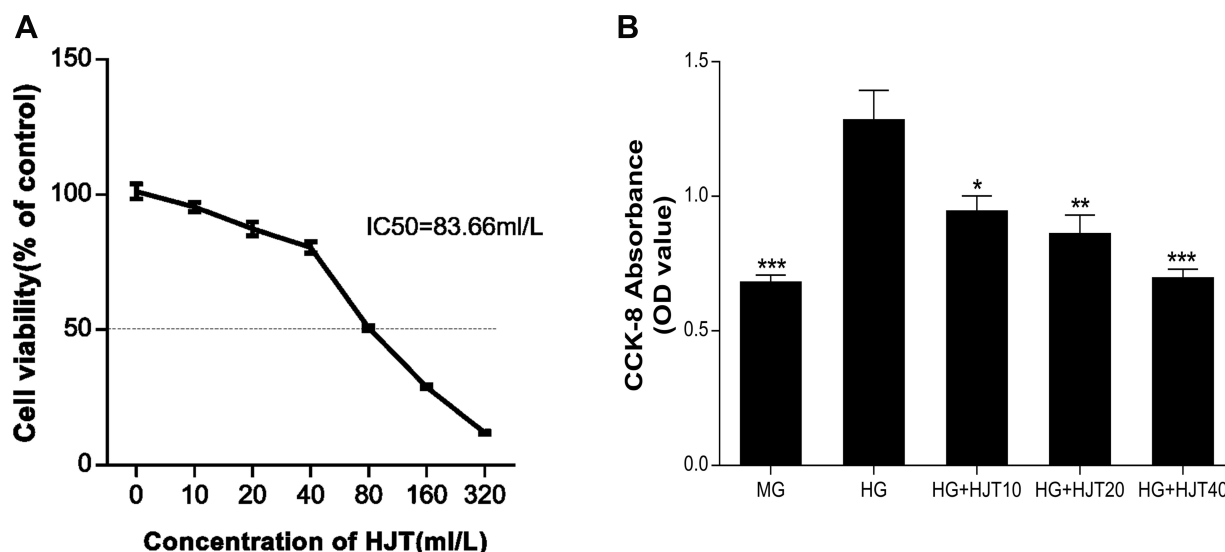 A
150
100
50
0
IC50=83.66ml/L
0 10 20 40 80 160 320
Cell viability(% of control)
Concentration of HJT(ml/L)
B
1.5
1.0
0.5
0.0
***
*
**
***
MG HG HG+HJT10 HG+HJT20 HG+HJT40
CCK-8 Absorbance
(OD value)